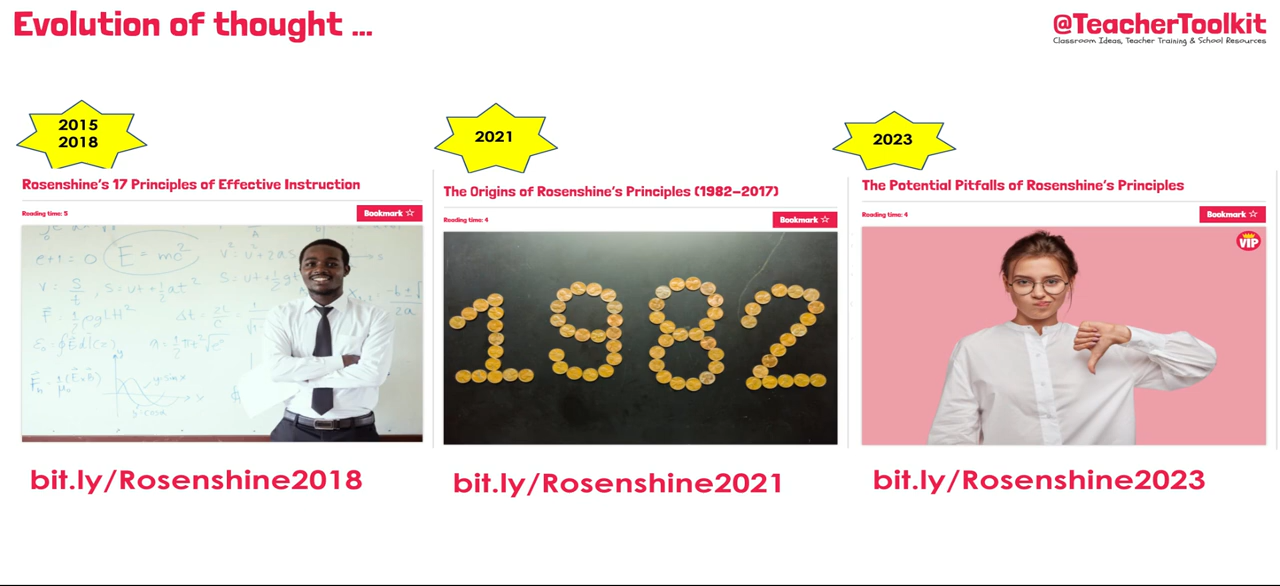 Evolution of thought ...
@TeacherToolkit
Classroom Ideas, Teacher Training & School Resources
2015
2018
Rosenshine's 17 Principles of Effective Instruction
Reading time: 5
Bookmark ☆
E = mc²
bit.ly/Rosenshine2018
2021
The Origins of Rosenshine's Principles (1982–2017)
Reading time: 4
Bookmark ☆
1982
bit.ly/Rosenshine2021
2023
The Potential Pitfalls of Rosenshine's Principles
Reading time: 4
Bookmark ☆
VIP
bit.ly/Rosenshine2023